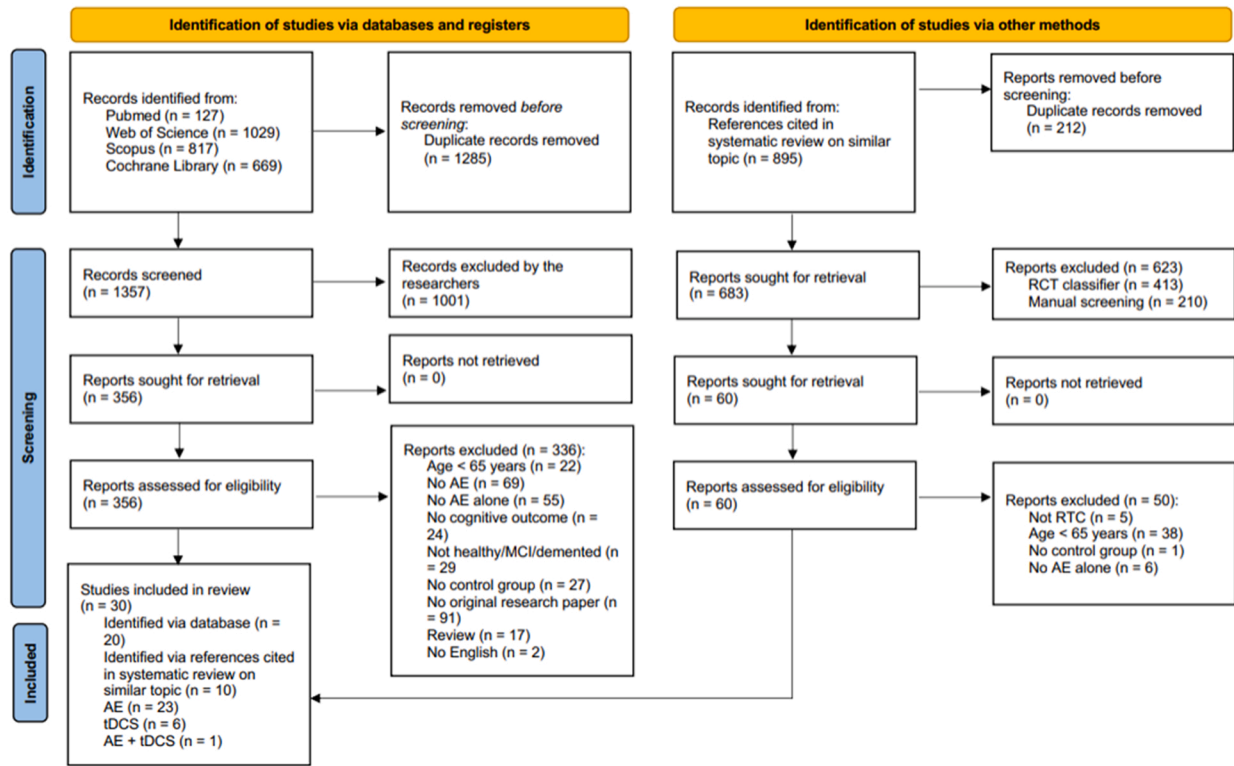 Identification of studies via databases and registers
Identification of studies via other methods
Identification
Records identified from:
Pubmed (n = 127)
Web of Science (n = 1029)
Scopus (n = 817)
Cochrane Library (n = 669)
Records removed before
screening:
Duplicate records removed
(n = 1285)
Records identified from:
References cited in
systematic review on similar
topic (n = 895)
Reports removed before
screening:
Duplicate records removed
(n = 212)
Screening
Records screened
(n = 1357)
Records excluded by the
researchers
(n = 1001)
Reports sought for retrieval
(n = 683)
Reports excluded (n = 623)
RCT classifier (n = 413)
Manual screening (n = 210)
Reports sought for retrieval
(n = 356)
Reports not retrieved
(n = 0)
Reports sought for retrieval
(n = 60)
Reports not retrieved
(n = 0)
Reports assessed for eligibility
(n = 356)
Reports excluded (n = 336):
Age < 65 years (n = 22)
No AE (n = 69)
No AE alone (n = 55)
No cognitive outcome (n =
24)
Not healthy/MCI/demented (n
= 29
No control group (n = 27)
No original research paper (n
= 91)
Review (n = 17)
No English (n = 2)
Reports assessed for eligibility
(n = 60)
Reports excluded (n = 50):
Not RTC (n = 5)
Age < 65 years (n = 38)
No control group (n = 1)
No AE alone (n = 6)
Included
Studies included in review
(n = 30)
Identified via database (n =
20)
Identified via references cited
in systematic review on
similar topic (n = 10)
AE (n = 23)
tDCS (n = 6)
AE + tDCS (n = 1)